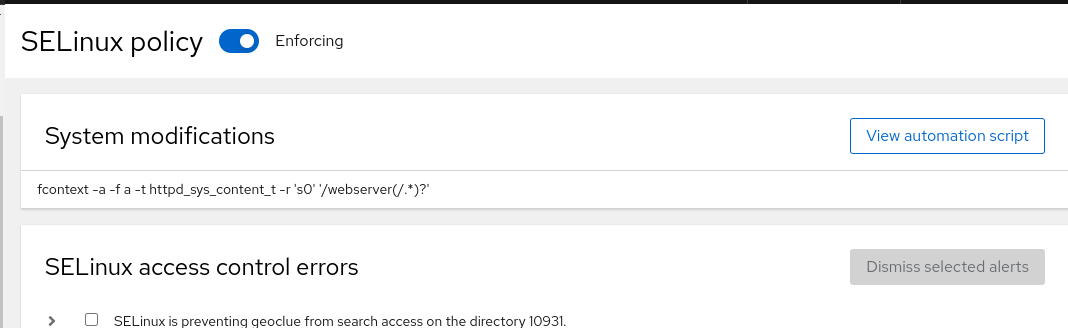 SELinux policy Enforcing
System modifications View automation script
fcontext -a -f a -t httpd_sys_content_t -r 's0' '/webserver(/.*)?'
SELinux access control errors Dismiss selected alerts
SELinux is preventing geoclue from search access on the directory 10931.